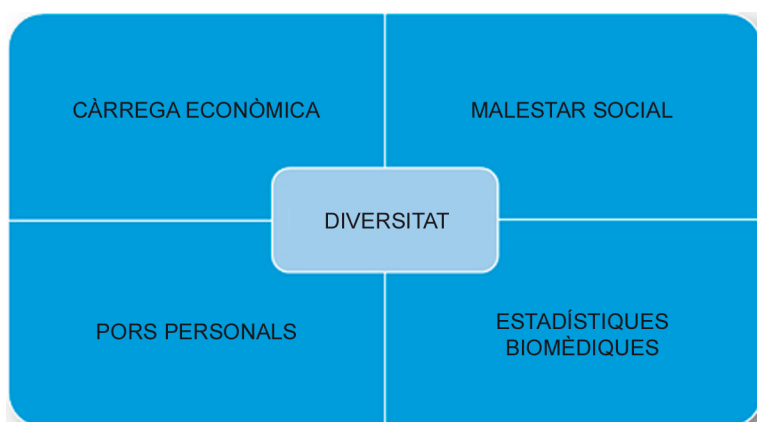 CÀRREGA ECONÒMICA
MALESTAR SOCIAL
DIVERSITAT
PORS PERSONALS
ESTADÍSTIQUES
BIOMÈDIQUES